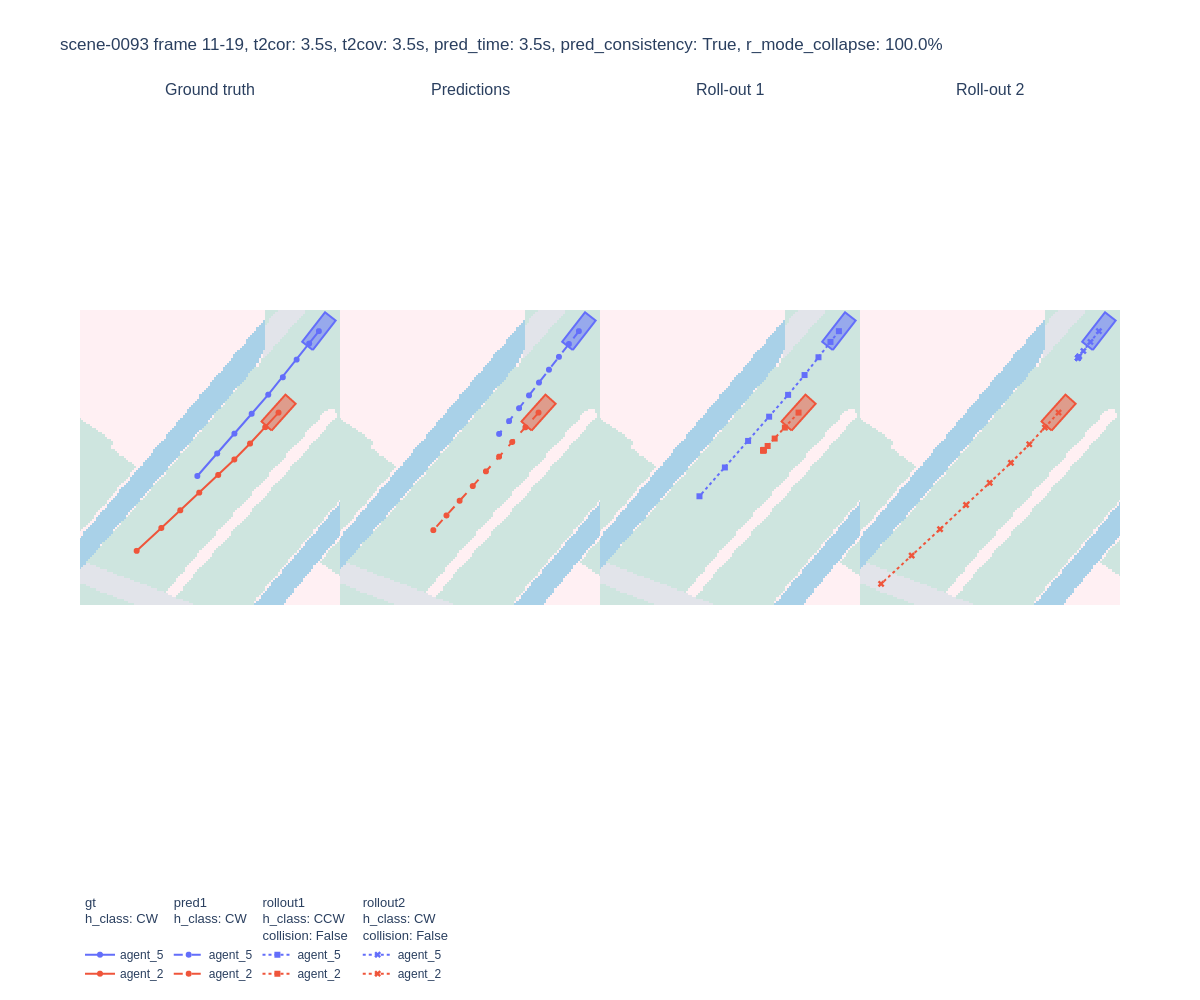 scene-0093 frame 11-19, t2cor: 3.5s, t2cov: 3.5s, pred_time: 3.5s, pred_consistency: True, r_mode_collapse: 100.0%
Ground truth
Predictions
Roll-out 1
Roll-out 2
gt
h_class: CW
agent_5
agent_2
pred1
h_class: CW
agent_5
agent_2
rollout1
h_class: CCW
collision: False
agent_5
agent_2
rollout2
h_class: CW
collision: False
agent_5
agent_2